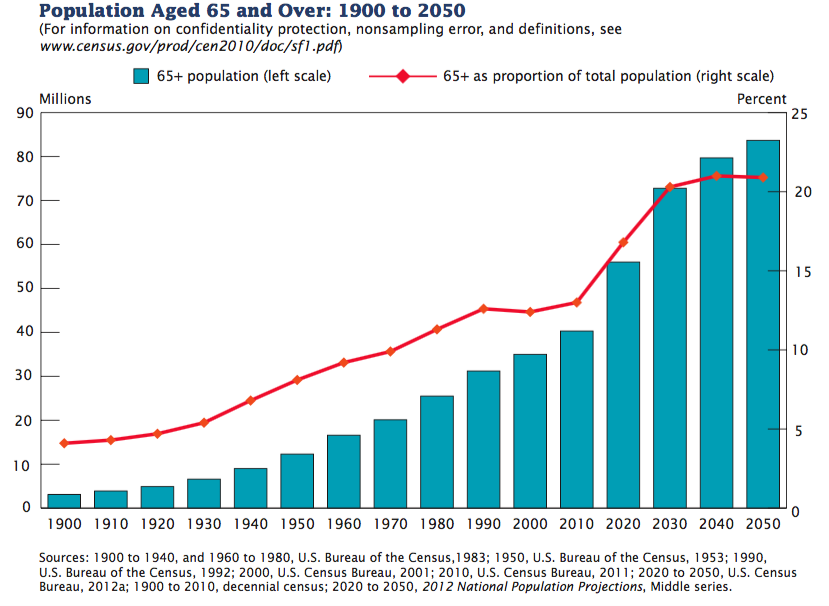 Population Aged 65 and Over: 1900 to 2050
(For information on confidentiality protection, nonsampling error, and definitions, see
www.census.gov/prod/cen2010/doc/sf1.pdf)
65+ population (left scale) 65+ as proportion of total population (right scale)
Millions Percent
90 25
80
70 20
60
50 15
40
30 10
20 5
10
0 0
1900 1910 1920 1930 1940 1950 1960 1970 1980 1990 2000 2010 2020 2030 2040 2050
Sources: 1900 to 1940, and 1960 to 1980, U.S. Bureau of the Census,1983; 1950, U.S. Bureau of the Census, 1953; 1990,
U.S. Bureau of the Census, 1992; 2000, U.S. Census Bureau, 2001; 2010, U.S. Census Bureau, 2011; 2020 to 2050, U.S. Census
Bureau, 2012a; 1900 to 2010, decennial census; 2020 to 2050, 2012 National Population Projections, Middle series.